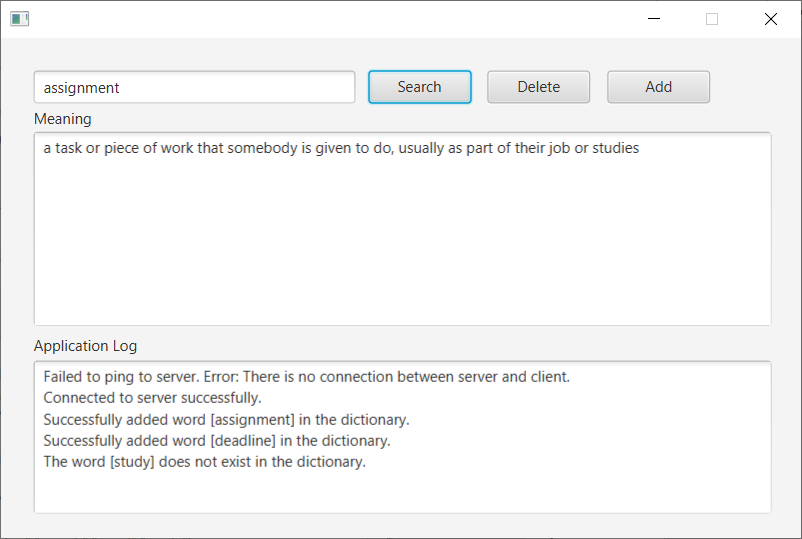 assignment Search Delete Add
Meaning
a task or piece of work that somebody is given to do, usually as part of their job or studies
Application Log
Failed to ping to server. Error: There is no connection between server and client.
Connected to server successfully.
Successfully added word [assignment] in the dictionary.
Successfully added word [deadline] in the dictionary.
The word [study] does not exist in the dictionary.